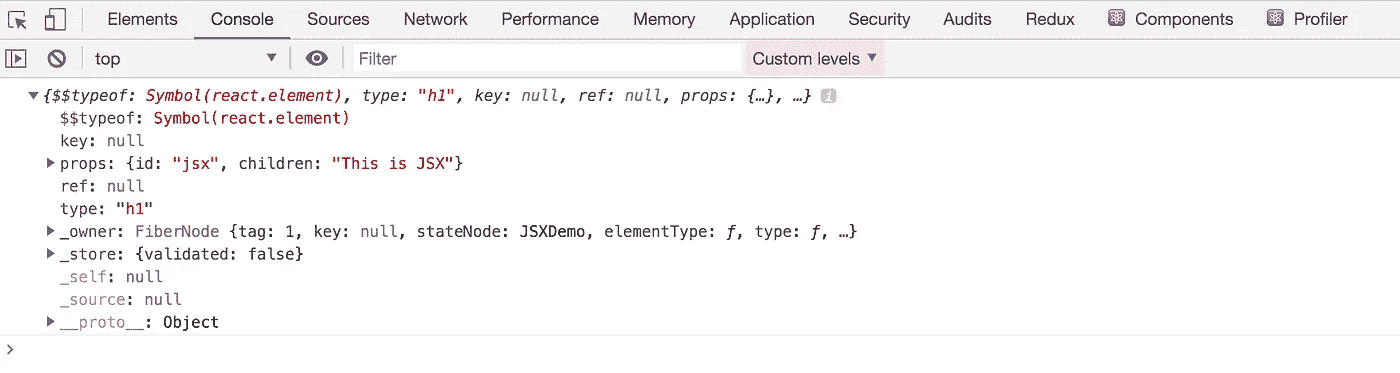 Elements Console Sources Network Performance Memory Application Security Audits Redux Components Profiler
top Filter Custom levels
{$$typeof: Symbol(react.element), type: "h1", key: null, ref: null, props: {…}, …} i
$$typeof: Symbol(react.element)
key: null
props: {id: "jsx", children: "This is JSX"}
ref: null
type: "h1"
_owner: FiberNode {tag: 1, key: null, stateNode: JSXDemo, elementType: ƒ, type: ƒ, …}
_store: {validated: false}
_self: null
_source: null
__proto__: Object